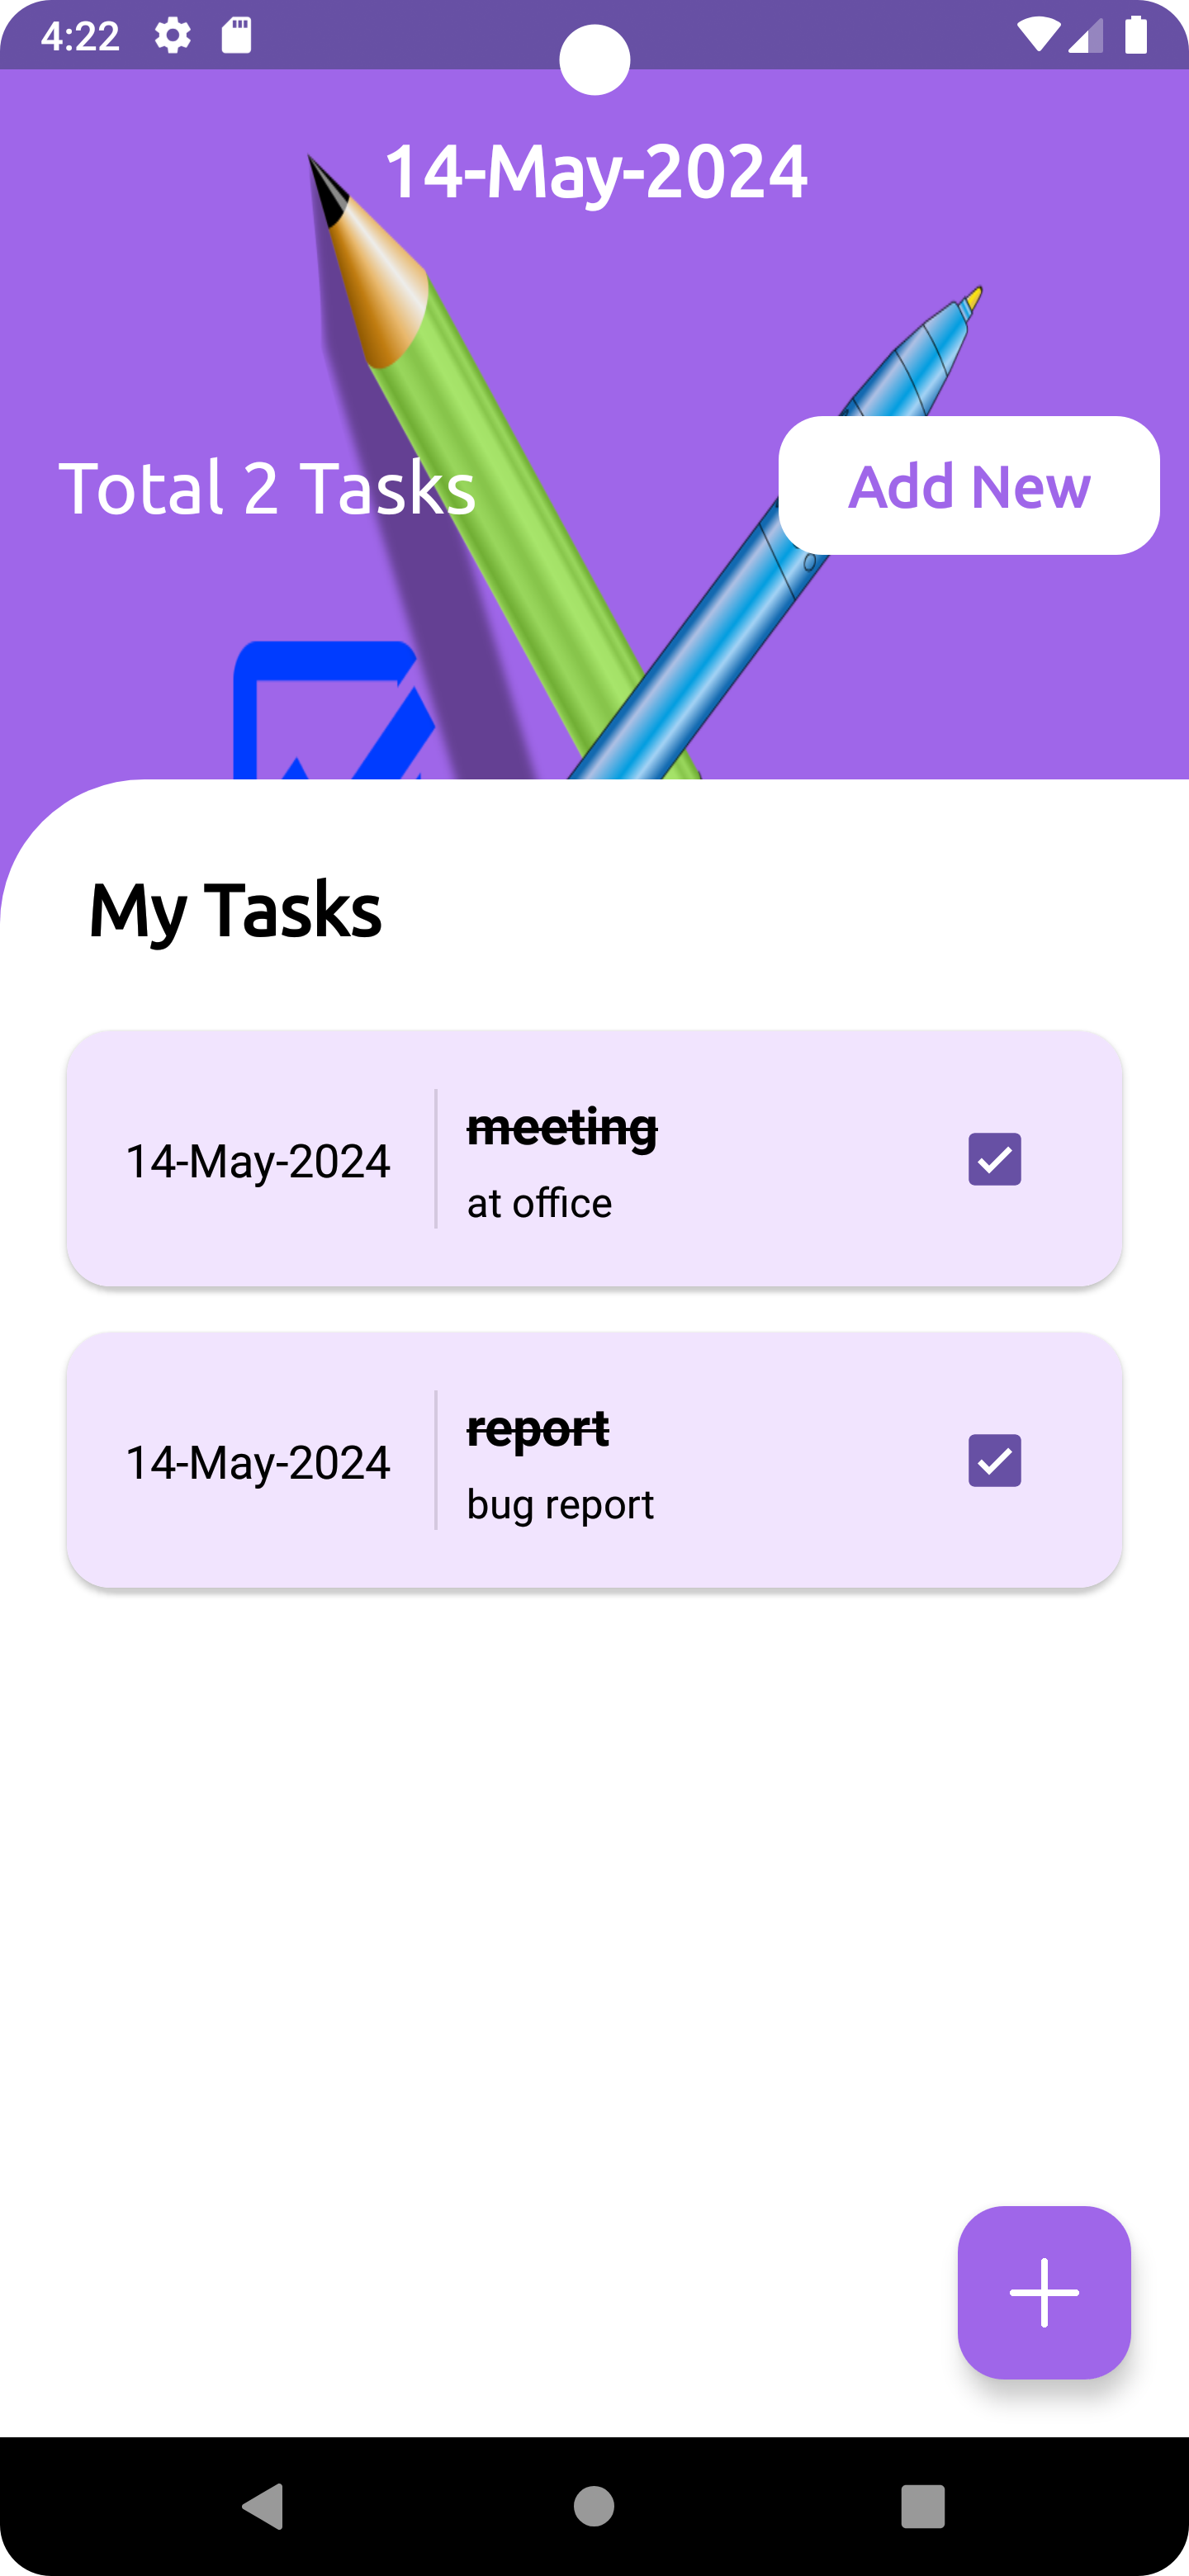 4:22
14-May-2024
Total 2 Tasks
Add New
My Tasks
14-May-2024
meeting
at office
14-May-2024
report
bug report